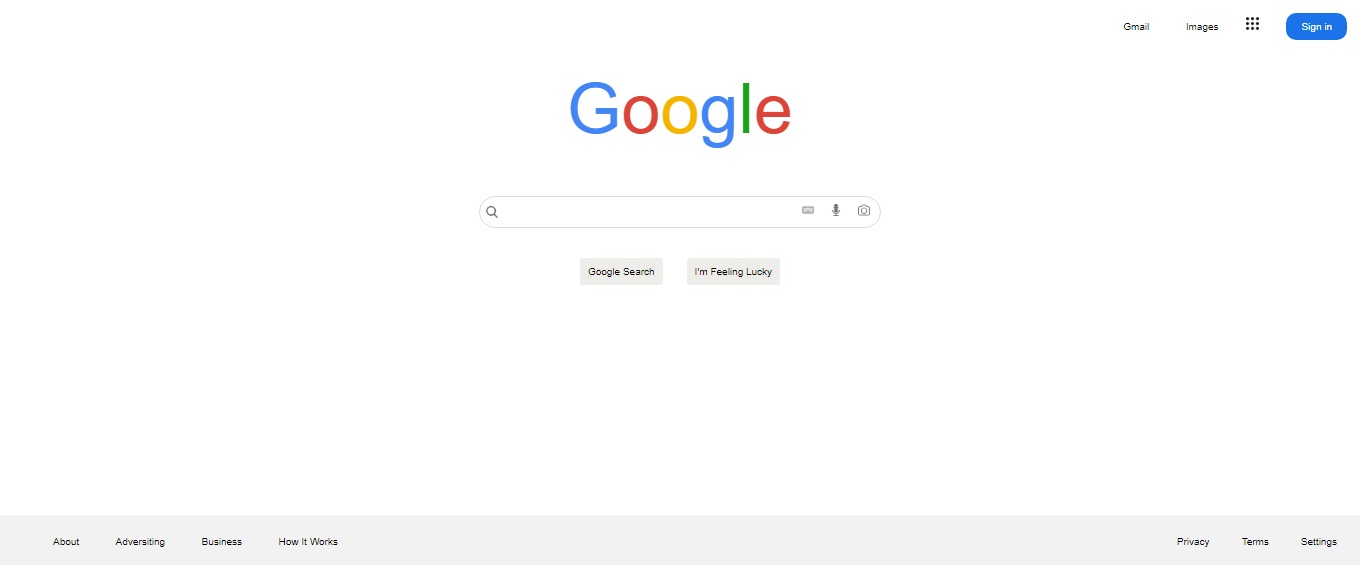 Gmail Images Sign in
Google
Google Search I'm Feeling Lucky
About Adversiting Business How It Works Privacy Terms Settings